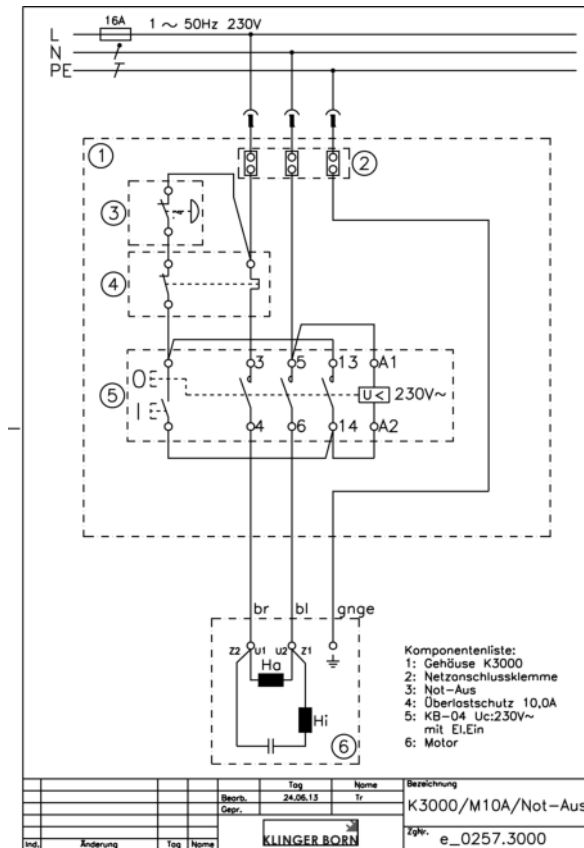 16A 1 ~ 50Hz 230V
L
N
PE
1
2
3
4
3 5 13 A1
O
5 U< 230V~
I
4 6 14 A2
br bl gnge
Z2 U1 U2 Z1
Ha
Hi
6
Komponentenliste:
1: Gehäuse K3000
2: Netzanschlussklemme
3: Not-Aus
4: Überlastschutz 10,0A
5: KB-04 Uc:230V~
mit El.Ein
6: Motor
Tag Name Bezeichnung
Bearb. 24.06.13 Tr
Gepr.
K3000/M10A/Not-Aus
KLINGER BORN
ZgNr. e_0257.3000
Ind. Änderung Tag Name